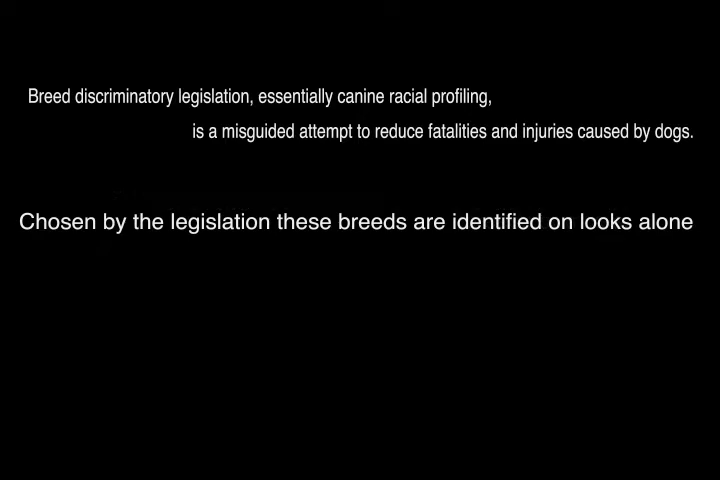 Breed discriminatory legislation, essentially canine racial profiling,
is a misguided attempt to reduce fatalities and injuries caused by dogs.
Chosen by the legislation these breeds are identified on looks alone